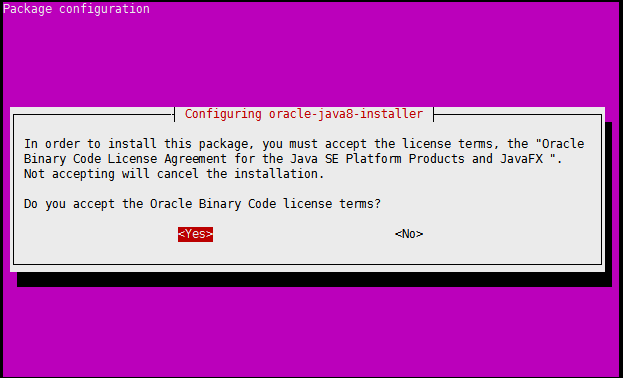 Package configuration
Configuring oracle-java8-installer
In order to install this package, you must accept the license terms, the "Oracle
Binary Code License Agreement for the Java SE Platform Products and JavaFX ".
Not accepting will cancel the installation.
Do you accept the Oracle Binary Code license terms?
<Yes> <No>